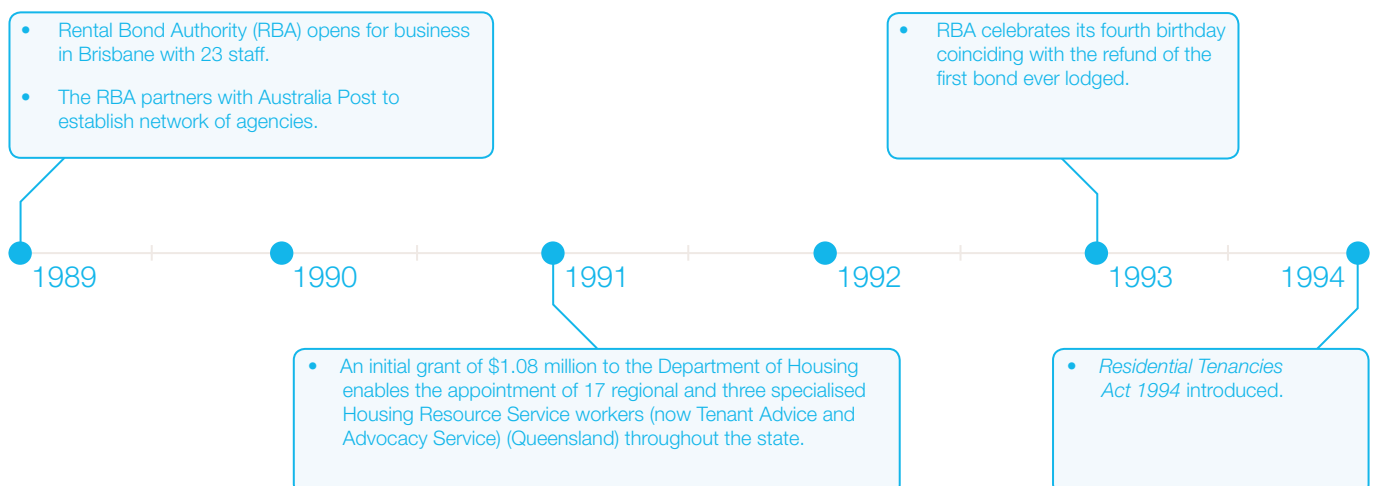 • Rental Bond Authority (RBA) opens for business
in Brisbane with 23 staff.
• The RBA partners with Australia Post to
establish network of agencies.
• RBA celebrates its fourth birthday
coinciding with the refund of the
first bond ever lodged.
1989
1990
1991
1992
1993
1994
• An initial grant of $1.08 million to the Department of Housing
enables the appointment of 17 regional and three specialised
Housing Resource Service workers (now Tenant Advice and
Advocacy Service) (Queensland) throughout the state.
• Residential Tenancies
Act 1994 introduced.